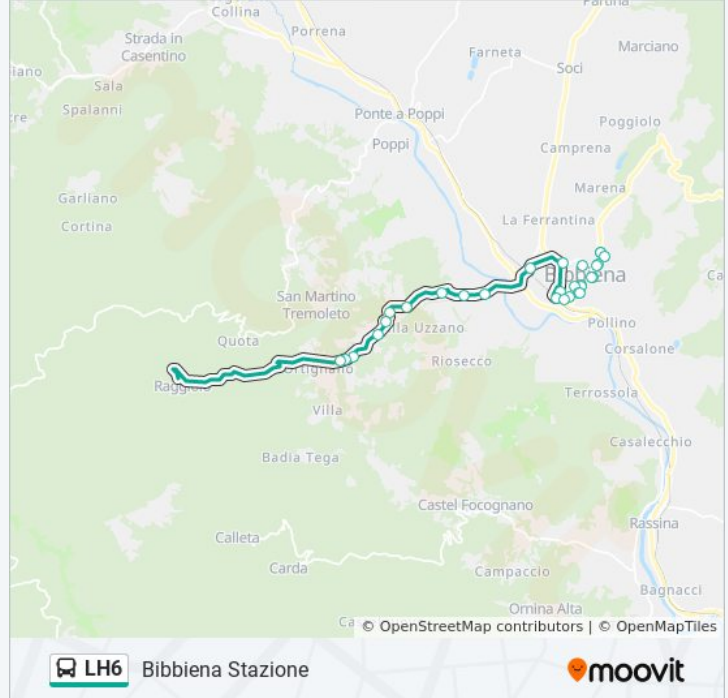 Collina
Porrena
Partina
Strada in
Casentino
Farneta
Marciano
Soci
Sala
Spalanni
Ponte a Poppi
Poggiolo
Poppi
Camprena
Marena
Garliano
La Ferrantina
Cortina
Bibbiena
San Martino
Tremoleto
Pollino
Quota
Uzzano
Corsalone
Riosecco
Terrossola
Villa
Casalecchio
Badia Tega
Castel Focognano
Rassina
Calleta
Carda
Campaccio
Bagnacci
Ornina Alta
© OpenStreetMap contributors | © OpenMapTiles
LH6 Bibbiena Stazione
moovit